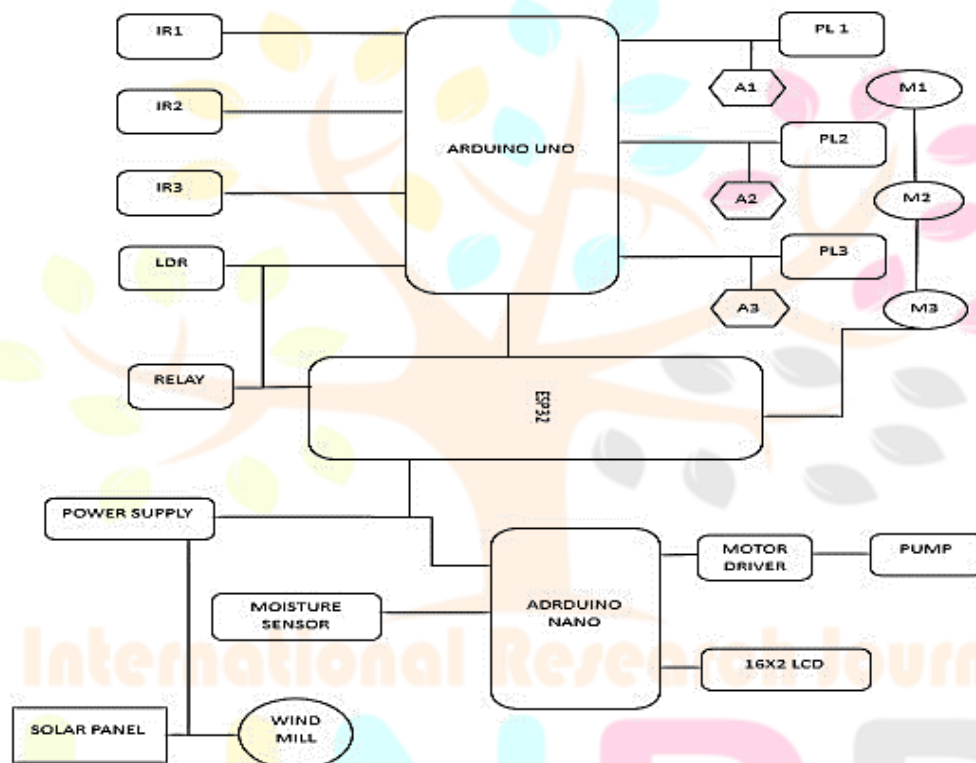 IR1
PL 1
A1
M1
IR2
ARDUINO UNO
PL2
IR3
A2
M2
LDR
PL3
A3
M3
RELAY
ESP32
POWER SUPPLY
MOTOR
DRIVER
PUMP
MOISTURE
SENSOR
ADRDUINO
NANO
16X2 LCD
International Research Journ
SOLAR PANEL
WIND
MILL